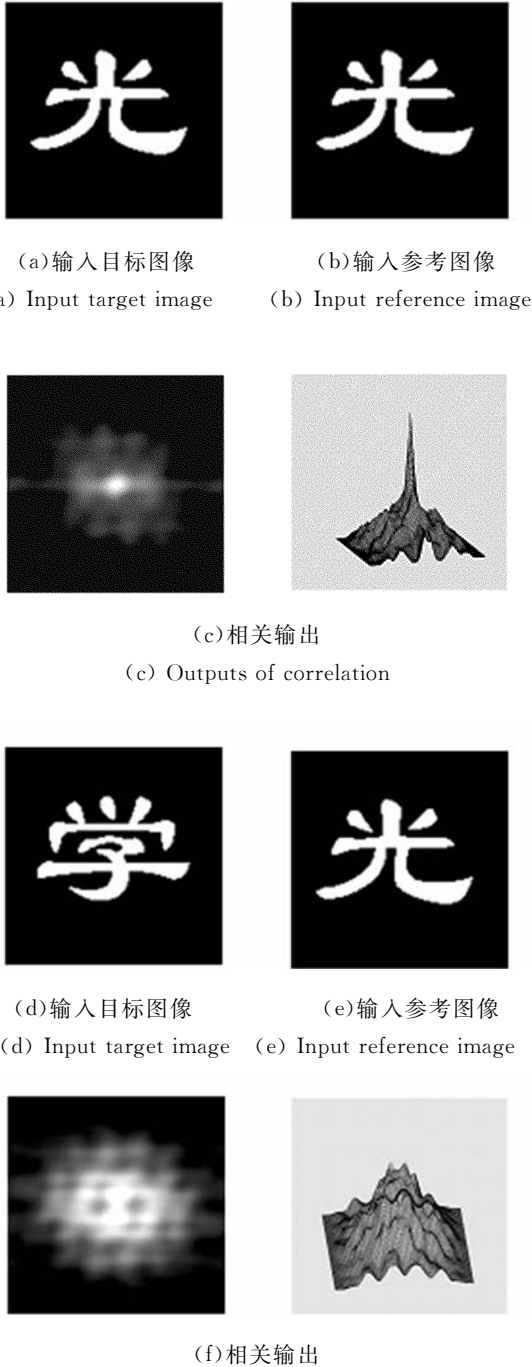 光 光
(a)输入目标图像 (b)输入参考图像
a) Input target image (b) Input reference image
(c)相关输出
(c) Outputs of correlation
学 光
(d)输入目标图像 (e)输入参考图像
(d) Input target image (e) Input reference image
(f)相关输出